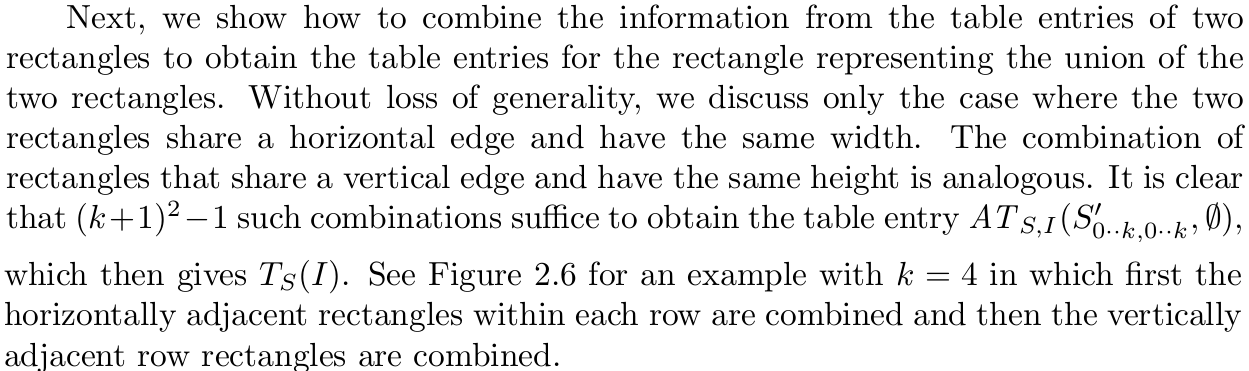 Next, we show how to combine the information from the table entries of two
rectangles to obtain the table entries for the rectangle representing the union of the
two rectangles. Without loss of generality, we discuss only the case where the two
rectangles share a horizontal edge and have the same width. The combination of
rectangles that share a vertical edge and have the same height is analogous. It is clear
that $(k+1)^2-1$ such combinations suffice to obtain the table entry $AT_{S,I}(S'_{0\cdot\cdot k,0\cdot\cdot k}, \emptyset)$,
which then gives $T_S(I)$. See Figure 2.6 for an example with $k = 4$ in which first the
horizontally adjacent rectangles within each row are combined and then the vertically
adjacent row rectangles are combined.